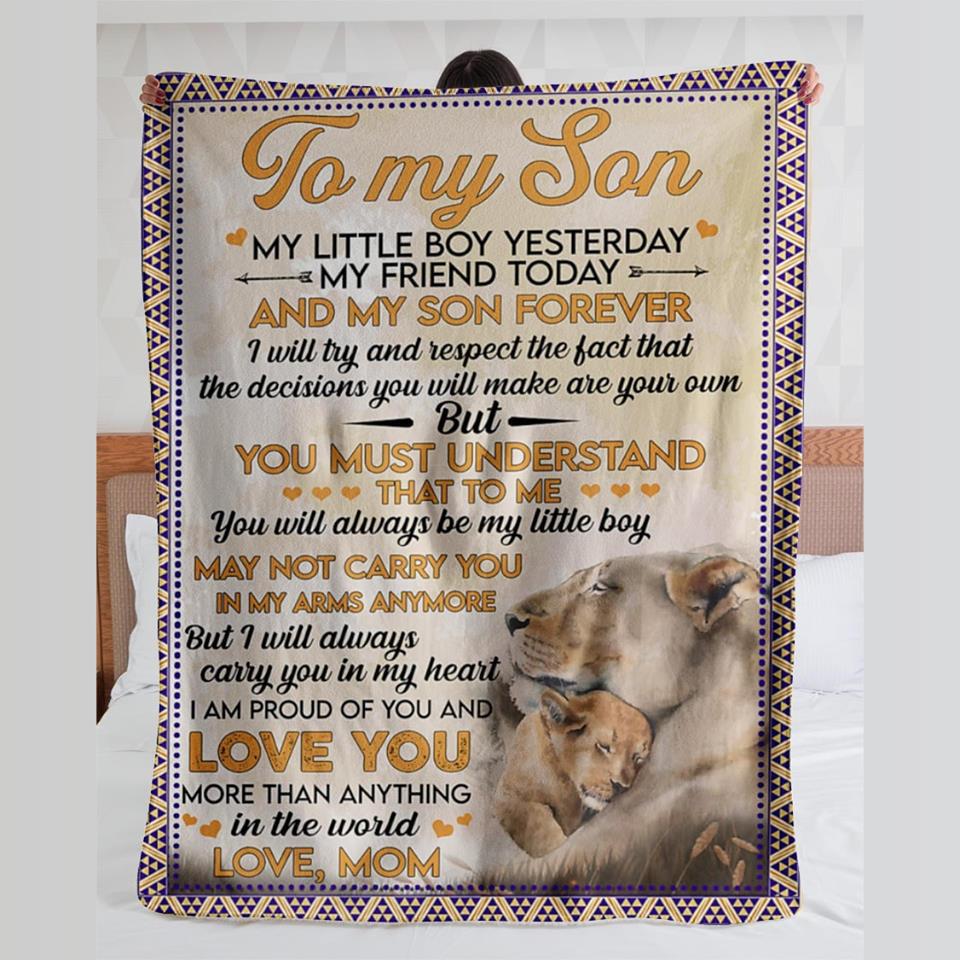 To my Son
MY LITTLE BOY YESTERDAY
MY FRIEND TODAY
AND MY SON FOREVER
I will try and respect the fact that
the decisions you will make are your own
But
YOU MUST UNDERSTAND
THAT TO ME
You will always be my little boy
MAY NOT CARRY YOU
IN MY ARMS ANYMORE
But I will always
carry you in my heart
I AM PROUD OF YOU AND
LOVE YOU
MORE THAN ANYTHING
in the world
LOVE, MOM